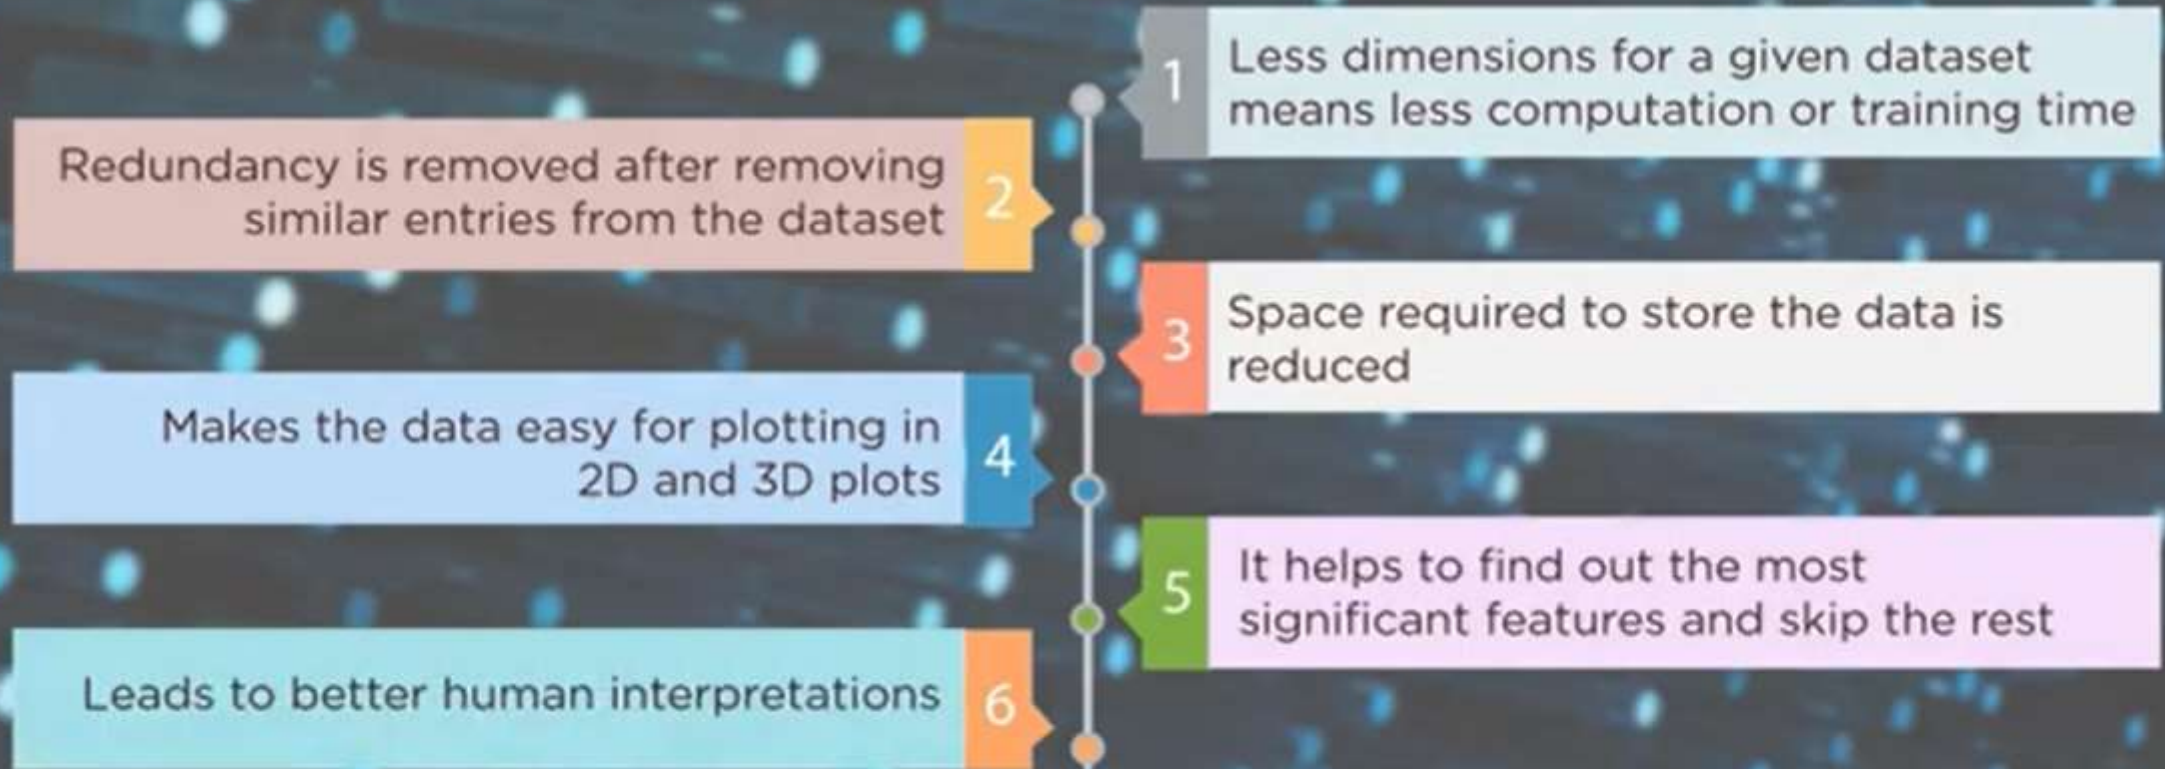 1
Less dimensions for a given dataset
means less computation or training time
2
Redundancy is removed after removing
similar entries from the dataset
3
Space required to store the data is
reduced
4
Makes the data easy for plotting in
2D and 3D plots
5
It helps to find out the most
significant features and skip the rest
6
Leads to better human interpretations